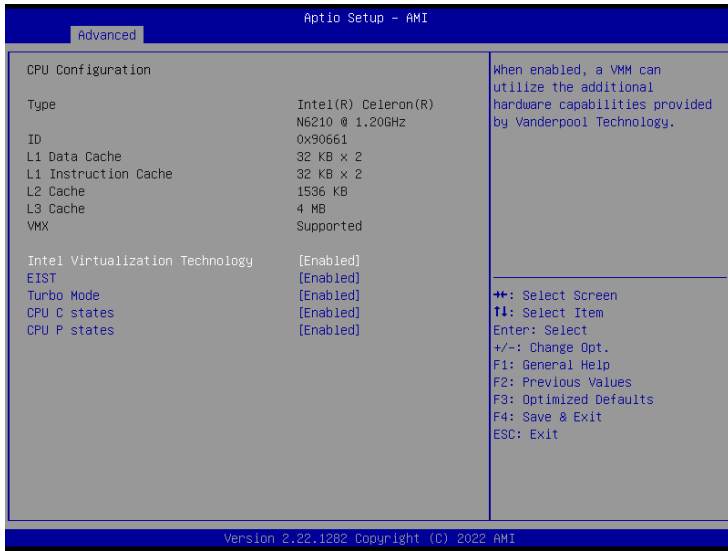 Aptio Setup - AMI
Advanced
CPU Configuration
Type Intel(R) Celeron(R)
N6210 @ 1.20GHz
ID 0x90661
L1 Data Cache 32 KB x 2
L1 Instruction Cache 32 KB x 2
L2 Cache 1536 KB
L3 Cache 4 MB
VMX Supported
Intel Virtualization Technology [Enabled]
EIST [Enabled]
Turbo Mode [Enabled]
CPU C states [Enabled]
CPU P states [Enabled]
When enabled, a VMM can
utilize the additional
hardware capabilities provided
by Vanderpool Technology.
→←: Select Screen
↑↓: Select Item
Enter: Select
+/-: Change Opt.
F1: General Help
F2: Previous Values
F3: Optimized Defaults
F4: Save & Exit
ESC: Exit
Version 2.22.1282 Copyright (C) 2022 AMI